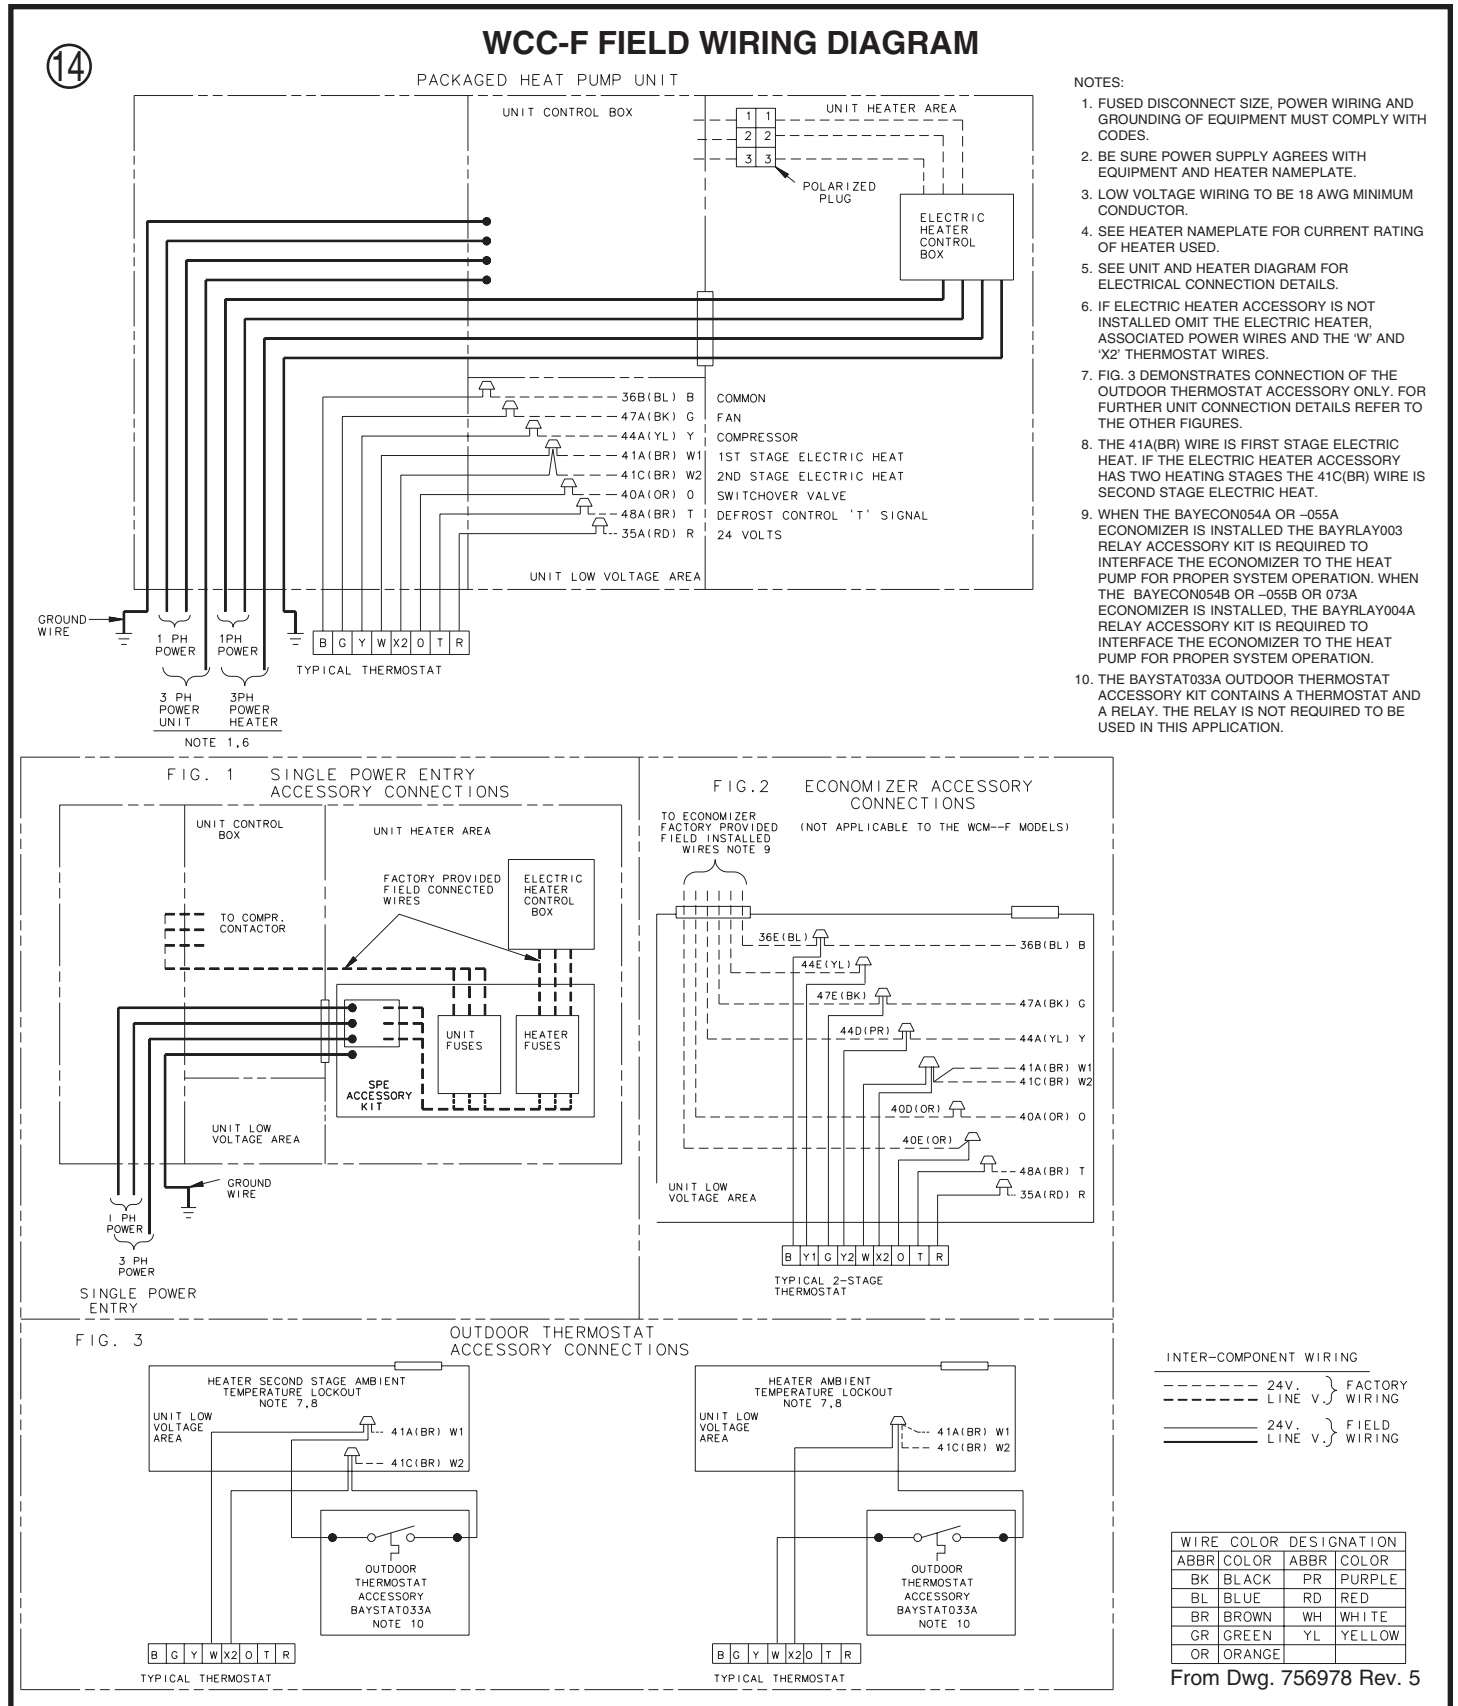 WCC-F FIELD WIRING DIAGRAM
14
PACKAGED HEAT PUMP UNIT
UNIT CONTROL BOX
UNIT HEATER AREA
1 1
2 2
3 3
POLARIZED
PLUG
ELECTRIC
HEATER
CONTROL
BOX
36B(BL) B COMMON
47A(BK) G FAN
44A(YL) Y COMPRESSOR
41A(BR) W1 1ST STAGE ELECTRIC HEAT
41C(BR) W2 2ND STAGE ELECTRIC HEAT
40A(OR) O SWITCHOVER VALVE
48A(BR) T DEFROST CONTROL 'T' SIGNAL
35A(RD) R 24 VOLTS
UNIT LOW VOLTAGE AREA
GROUND
WIRE
1 PH
POWER
1PH
POWER
B G Y W X2 O T R
TYPICAL THERMOSTAT
3 PH
POWER
UNIT
3PH
POWER
HEATER
NOTE 1,6
NOTES:
1. FUSED DISCONNECT SIZE, POWER WIRING AND
GROUNDING OF EQUIPMENT MUST COMPLY WITH
CODES.
2. BE SURE POWER SUPPLY AGREES WITH
EQUIPMENT AND HEATER NAMEPLATE.
3. LOW VOLTAGE WIRING TO BE 18 AWG MINIMUM
CONDUCTOR.
4. SEE HEATER NAMEPLATE FOR CURRENT RATING
OF HEATER USED.
5. SEE UNIT AND HEATER DIAGRAM FOR
ELECTRICAL CONNECTION DETAILS.
6. IF ELECTRIC HEATER ACCESSORY IS NOT
INSTALLED OMIT THE ELECTRIC HEATER,
ASSOCIATED POWER WIRES AND THE ‘W’ AND
‘X2’ THERMOSTAT WIRES.
7. FIG. 3 DEMONSTRATES CONNECTION OF THE
OUTDOOR THERMOSTAT ACCESSORY ONLY. FOR
FURTHER UNIT CONNECTION DETAILS REFER TO
THE OTHER FIGURES.
8. THE 41A(BR) WIRE IS FIRST STAGE ELECTRIC
HEAT. IF THE ELECTRIC HEATER ACCESSORY
HAS TWO HEATING STAGES THE 41C(BR) WIRE IS
SECOND STAGE ELECTRIC HEAT.
9. WHEN THE BAYECON054A OR –055A
ECONOMIZER IS INSTALLED THE BAYRLAY003
RELAY ACCESSORY KIT IS REQUIRED TO
INTERFACE THE ECONOMIZER TO THE HEAT
PUMP FOR PROPER SYSTEM OPERATION. WHEN
THE BAYECON054B OR –055B OR 073A
ECONOMIZER IS INSTALLED, THE BAYRLAY004A
RELAY ACCESSORY KIT IS REQUIRED TO
INTERFACE THE ECONOMIZER TO THE HEAT
PUMP FOR PROPER SYSTEM OPERATION.
10. THE BAYSTAT033A OUTDOOR THERMOSTAT
ACCESSORY KIT CONTAINS A THERMOSTAT AND
A RELAY. THE RELAY IS NOT REQUIRED TO BE
USED IN THIS APPLICATION.
FIG. 1 SINGLE POWER ENTRY
ACCESSORY CONNECTIONS
UNIT CONTROL
BOX
UNIT HEATER AREA
FACTORY PROVIDED
FIELD CONNECTED
WIRES
ELECTRIC
HEATER
CONTROL
BOX
TO COMPR.
CONTACTOR
UNIT
FUSES
HEATER
FUSES
SPE
ACCESSORY
KIT
UNIT LOW
VOLTAGE AREA
GROUND
WIRE
1 PH
POWER
3 PH
POWER
SINGLE POWER
ENTRY
FIG.2 ECONOMIZER ACCESSORY
CONNECTIONS
(NOT APPLICABLE TO THE WCM--F MODELS)
TO ECONOMIZER
FACTORY PROVIDED
FIELD INSTALLED
WIRES NOTE 9
36E(BL)
36B(BL) B
44E(YL)
47E(BK)
47A(BK) G
44D(PR)
44A(YL) Y
41A(BR) W1
41C(BR) W2
40D(OR)
40A(OR) O
40E(OR)
48A(BR) T
35A(RD) R
UNIT LOW
VOLTAGE AREA
B Y1 G Y2 W X2 O T R
TYPICAL 2-STAGE
THERMOSTAT
FIG. 3
OUTDOOR THERMOSTAT
ACCESSORY CONNECTIONS
HEATER SECOND STAGE AMBIENT
TEMPERATURE LOCKOUT
NOTE 7,8
UNIT LOW
VOLTAGE
AREA
41A(BR) W1
41C(BR) W2
OUTDOOR
THERMOSTAT
ACCESSORY
BAYSTAT033A
NOTE 10
B G Y W X2 O T R
TYPICAL THERMOSTAT
HEATER AMBIENT
TEMPERATURE LOCKOUT
NOTE 7,8
UNIT LOW
VOLTAGE
AREA
41A(BR) W1
41C(BR) W2
OUTDOOR
THERMOSTAT
ACCESSORY
BAYSTAT033A
NOTE 10
B G Y W X2 O T R
TYPICAL THERMOSTAT
INTER-COMPONENT WIRING
24V.
LINE V.
FACTORY
WIRING
24V.
LINE V.
FIELD
WIRING
WIRE COLOR DESIGNATION
ABBR COLOR ABBR COLOR
BK BLACK PR PURPLE
BL BLUE RD RED
BR BROWN WH WHITE
GR GREEN YL YELLOW
OR ORANGE
From Dwg. 756978 Rev. 5